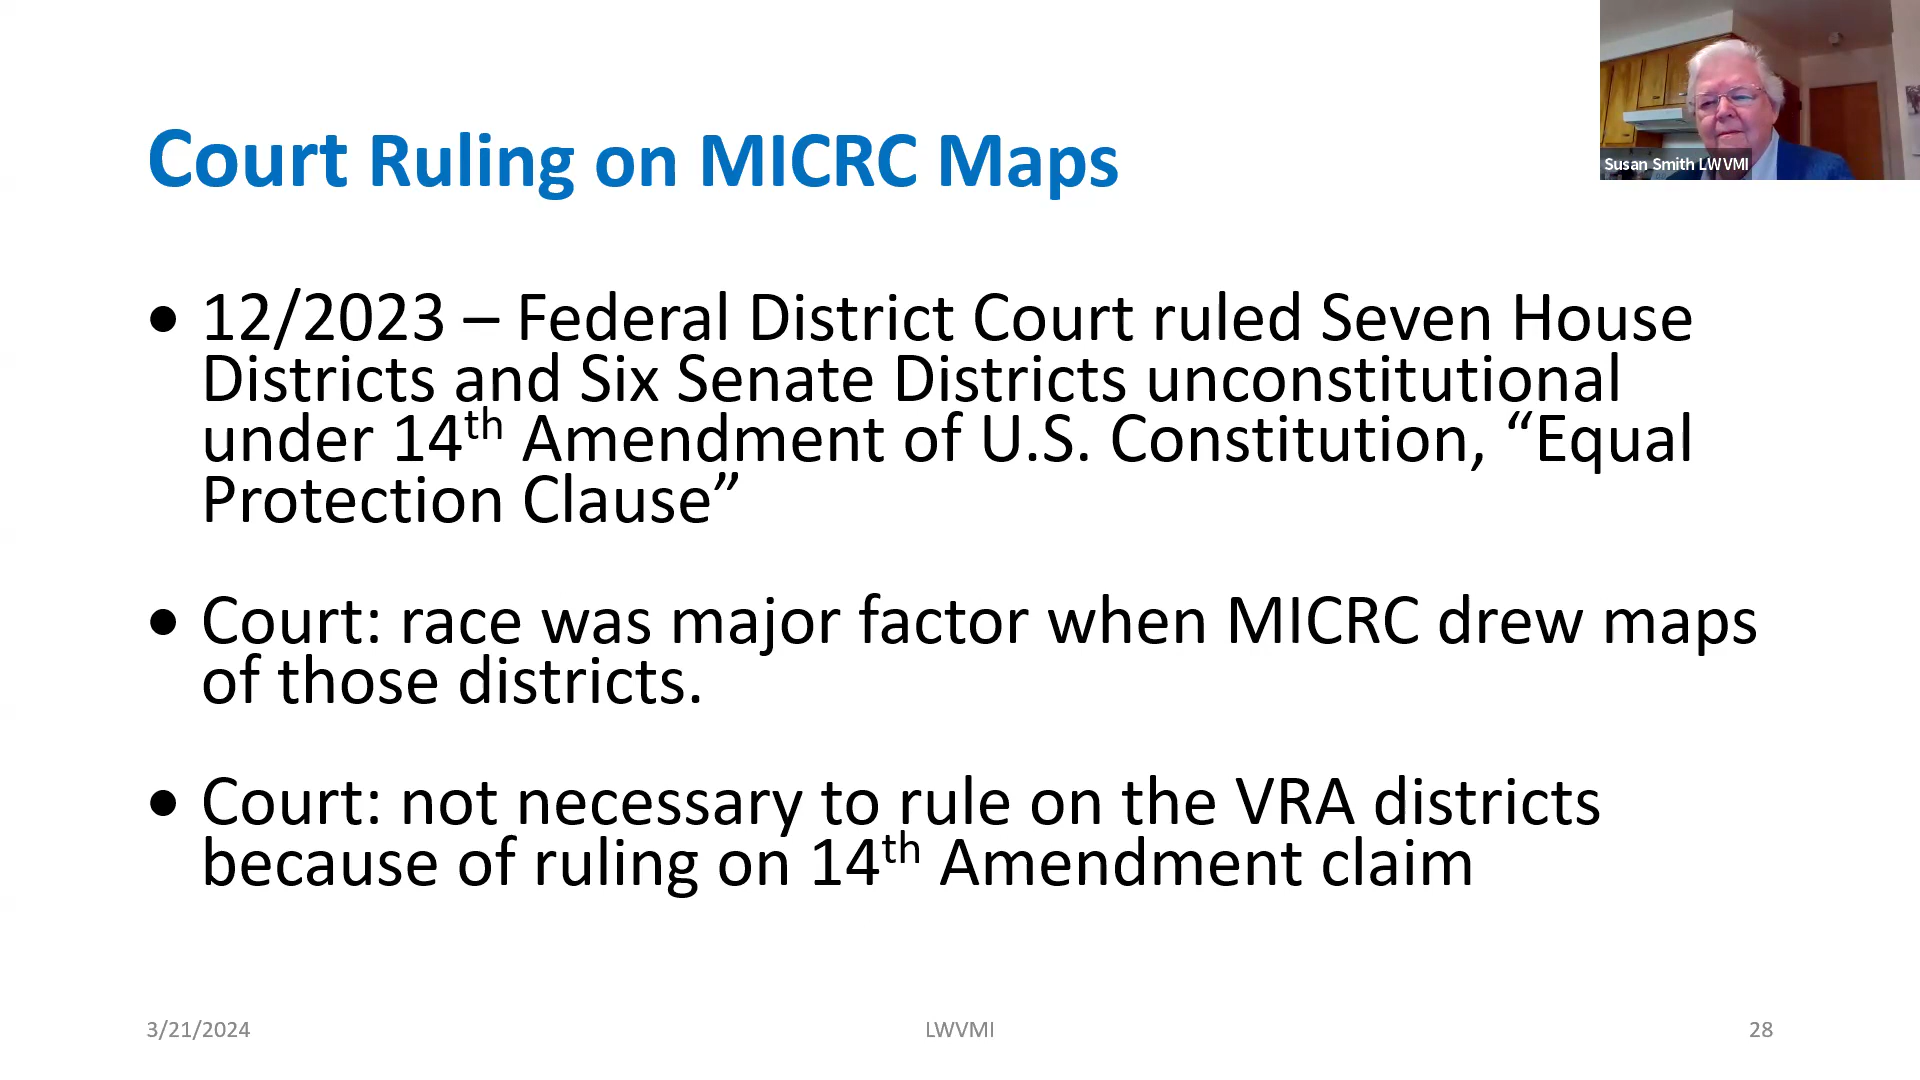 Susan Smith LWVMI
Court Ruling on MICRC Maps
• 12/2023 – Federal District Court ruled Seven House
Districts and Six Senate Districts unconstitutional
under 14th Amendment of U.S. Constitution, “Equal
Protection Clause”
• Court: race was major factor when MICRC drew maps
of those districts.
• Court: not necessary to rule on the VRA districts
because of ruling on 14th Amendment claim
3/21/2024
LWVMI
28